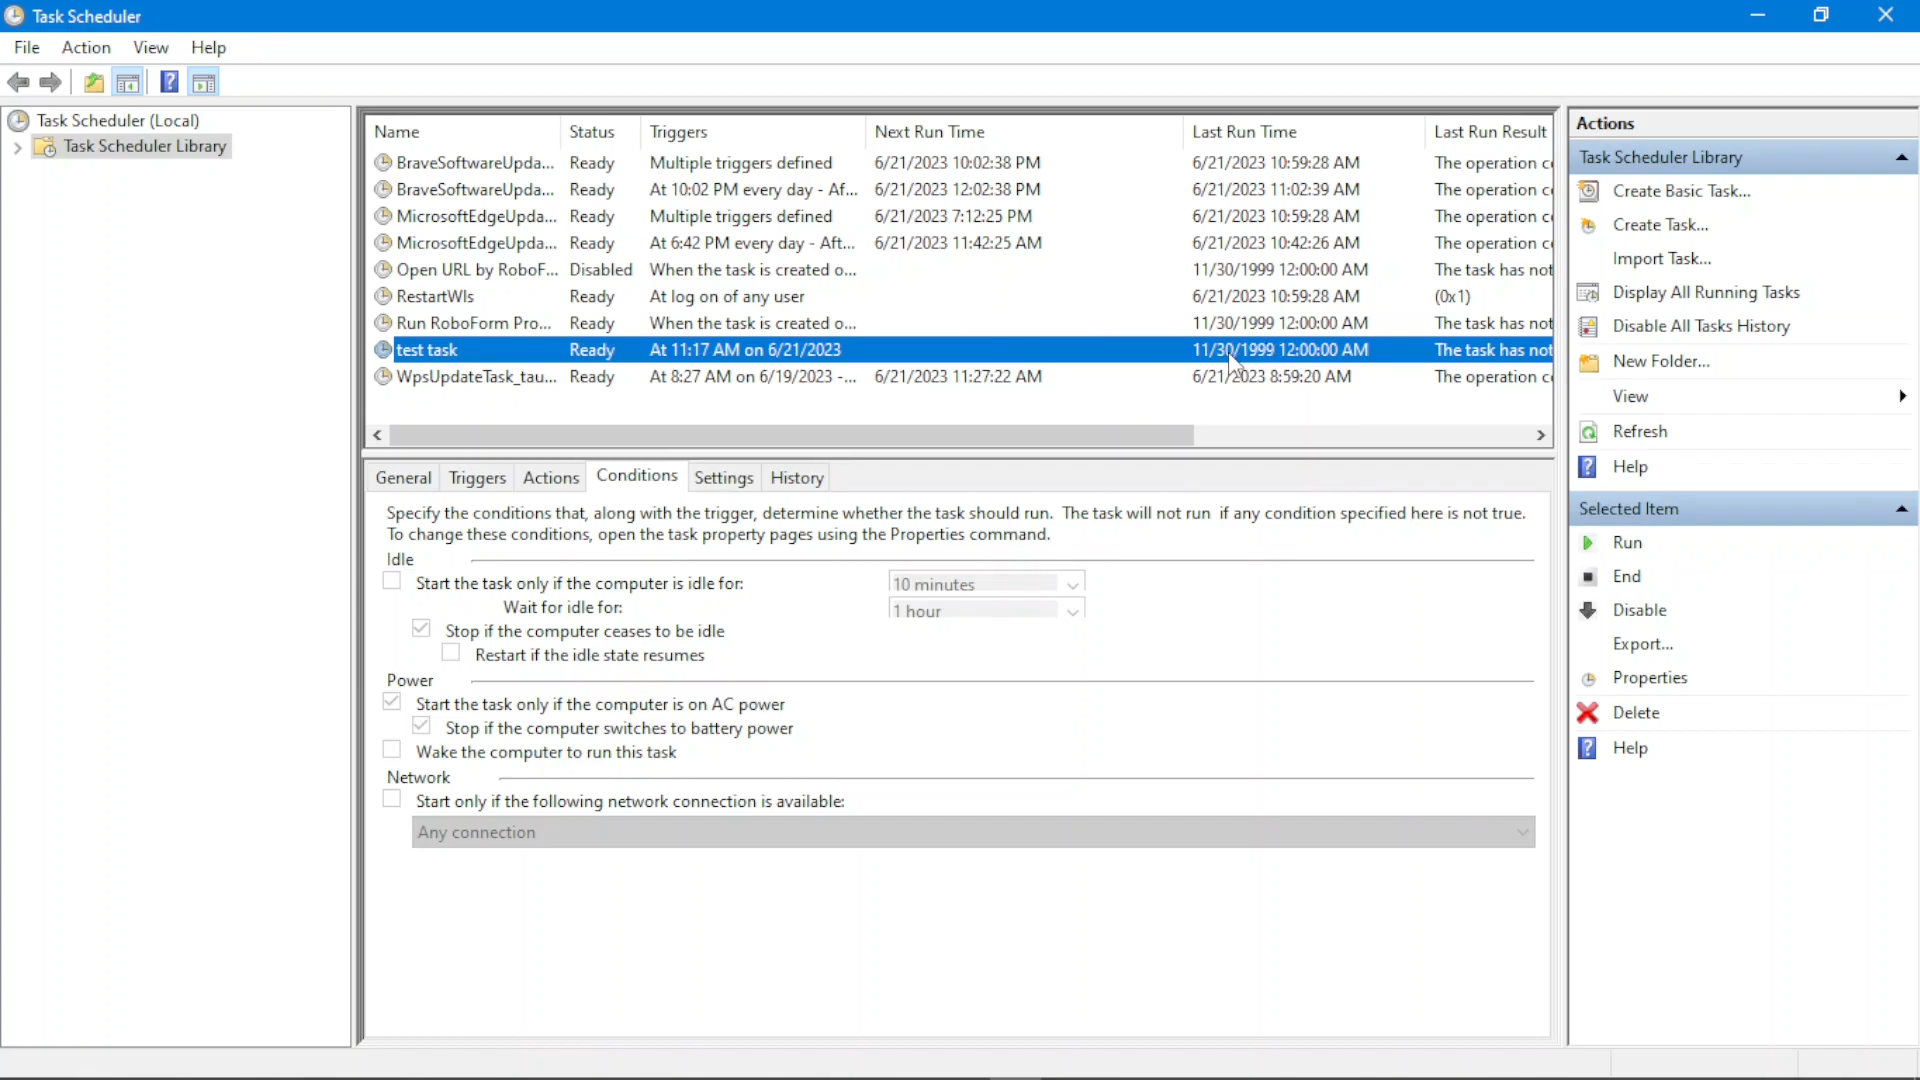 Task Scheduler
File Action View Help
Task Scheduler (Local)
Task Scheduler Library
Name Status Triggers Next Run Time Last Run Time Last Run Result
BraveSoftwareUpda... Ready Multiple triggers defined 6/21/2023 10:02:38 PM 6/21/2023 10:59:28 AM The operation c
BraveSoftwareUpda... Ready At 10:02 PM every day - Af... 6/21/2023 12:02:38 PM 6/21/2023 11:02:39 AM The operation c
MicrosoftEdgeUpda... Ready Multiple triggers defined 6/21/2023 7:12:25 PM 6/21/2023 10:59:28 AM The operation c
MicrosoftEdgeUpda... Ready At 6:42 PM every day - Aft... 6/21/2023 11:42:25 AM 6/21/2023 10:42:26 AM The operation c
Open URL by RoboF... Disabled When the task is created o... 11/30/1999 12:00:00 AM The task has not
RestartWIs Ready At log on of any user 6/21/2023 10:59:28 AM (0x1)
Run RoboForm Pro... Ready When the task is created o... 11/30/1999 12:00:00 AM The task has not
test task Ready At 11:17 AM on 6/21/2023 11/30/1999 12:00:00 AM The task has not
WpsUpdateTask_tau... Ready At 8:27 AM on 6/19/2023 -... 6/21/2023 11:27:22 AM 6/21/2023 8:59:20 AM The operation c
General Triggers Actions Conditions Settings History
Specify the conditions that, along with the trigger, determine whether the task should run. The task will not run if any condition specified here is not true.
To change these conditions, open the task property pages using the Properties command.
Idle
Start the task only if the computer is idle for: 10 minutes
Wait for idle for: 1 hour
Stop if the computer ceases to be idle
Restart if the idle state resumes
Power
Start the task only if the computer is on AC power
Stop if the computer switches to battery power
Wake the computer to run this task
Network
Start only if the following network connection is available:
Any connection
Actions
Task Scheduler Library
Create Basic Task...
Create Task...
Import Task...
Display All Running Tasks
Disable All Tasks History
New Folder...
View
Refresh
Help
Selected Item
Run
End
Disable
Export...
Properties
Delete
Help